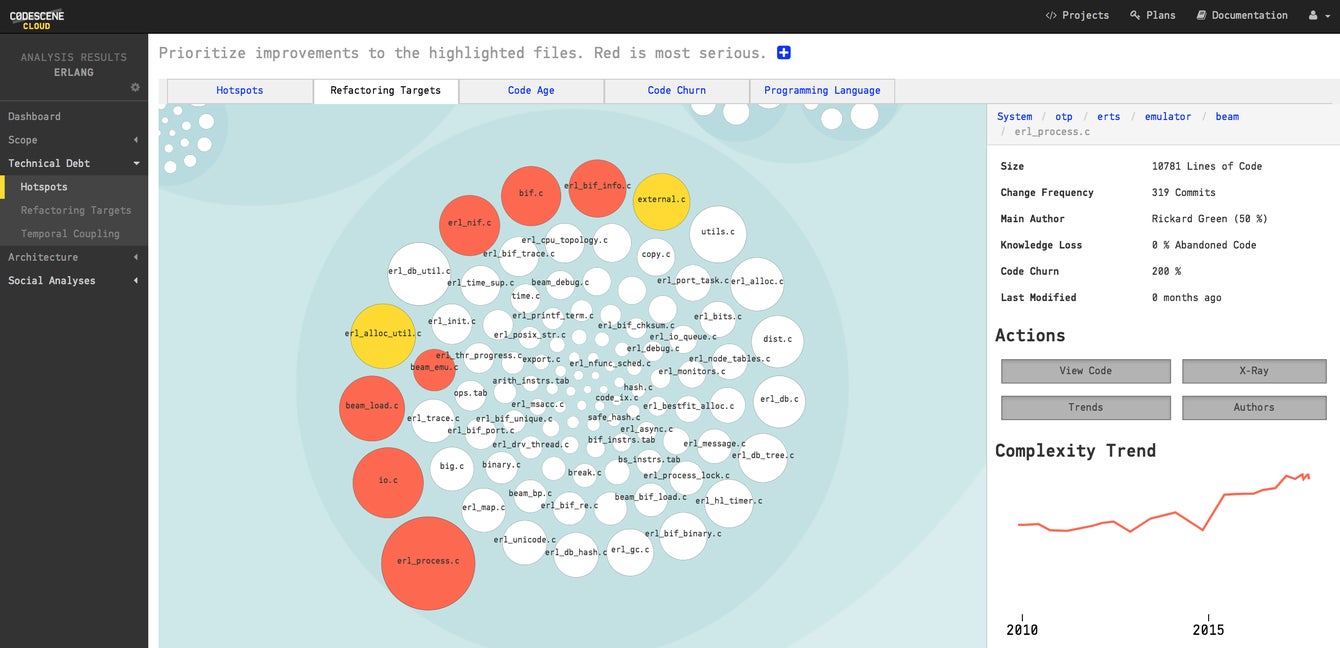 C0DESCENE
CLOUD
</> Projects
Plans
Documentation
ANALYSIS RESULTS
ERLANG
Dashboard
Scope
Technical Debt
Hotspots
Refactoring Targets
Temporal Coupling
Architecture
Social Analyses
Prioritize improvements to the highlighted files. Red is most serious.
Hotspots
Refactoring Targets
Code Age
Code Churn
Programming Language
erl_bif_info.c
bif.c
external.c
erl_nif.c
utils.c
erl_cpu_topology.c
erl_bif_trace.c
copy.c
erl_db_util.c
erl_time_sup.c
beam_debug.c
erl_port_task.c
erl_alloc.c
time.c
erl_printf_term.c
erl_bits.c
erl_init.c
erl_bif_chksum.c
erl_alloc_util.c
erl_posix_str.c
erl_io_queue.c
dist.c
erl_debug.c
erl_thr_progress.c
export.c
erl_nfunc_sched.c
erl_node_tables.c
beam_emu.c
erl_monitors.c
arith_instrs.tab
hash.c
ops.tab
code_ix.c
erl_db.c
beam_load.c
erl_msacc.c
erl_bestfit_alloc.c
erl_trace.c
erl_bif_unique.c
safe_hash.c
erl_bif_port.c
erl_async.c
erl_drv_thread.c
bif_instrs.tab
erl_message.c
erl_db_tree.c
big.c
binary.c
bs_instrs.tab
io.c
break.c
erl_process_lock.c
beam_bp.c
beam_bif_load.c
erl_hl_timer.c
erl_map.c
erl_bif_re.c
erl_unicode.c
erl_bif_binary.c
erl_db_hash.c
erl_gc.c
erl_process.c
System / otp / erts / emulator / beam
/ erl_process.c
Size 10781 Lines of Code
Change Frequency 319 Commits
Main Author Rickard Green (50 %)
Knowledge Loss 0 % Abandoned Code
Code Churn 200 %
Last Modified 0 months ago
Actions
View Code
X-Ray
Trends
Authors
Complexity Trend
2010
2015